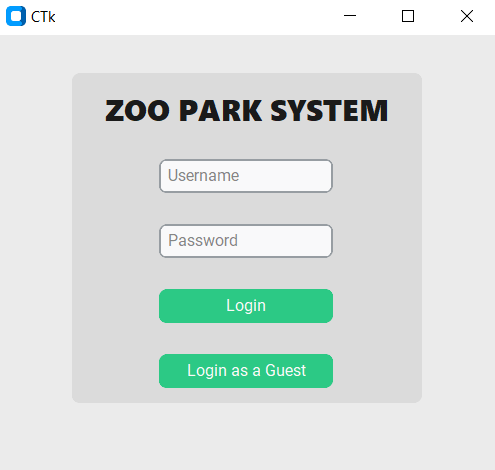 CTk
ZOO PARK SYSTEM
Username
Password
Login
Login as a Guest